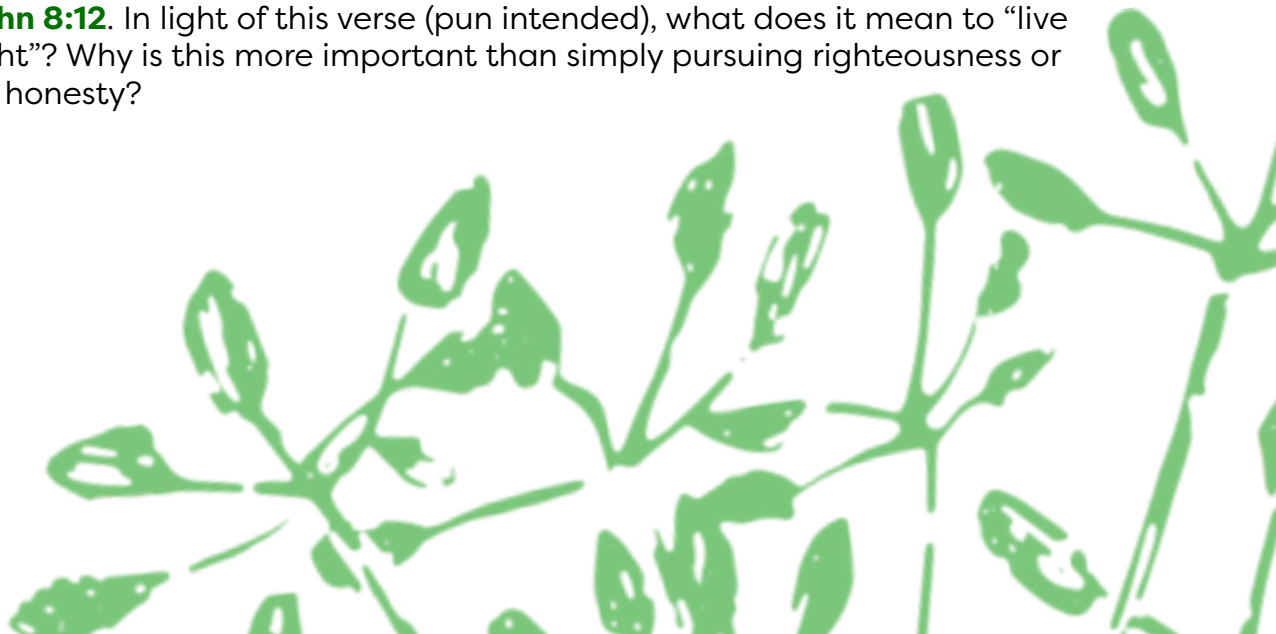 hn 8:12. In light of this verse (pun intended), what does it mean to “live
ht”? Why is this more important than simply pursuing righteousness or
honesty?